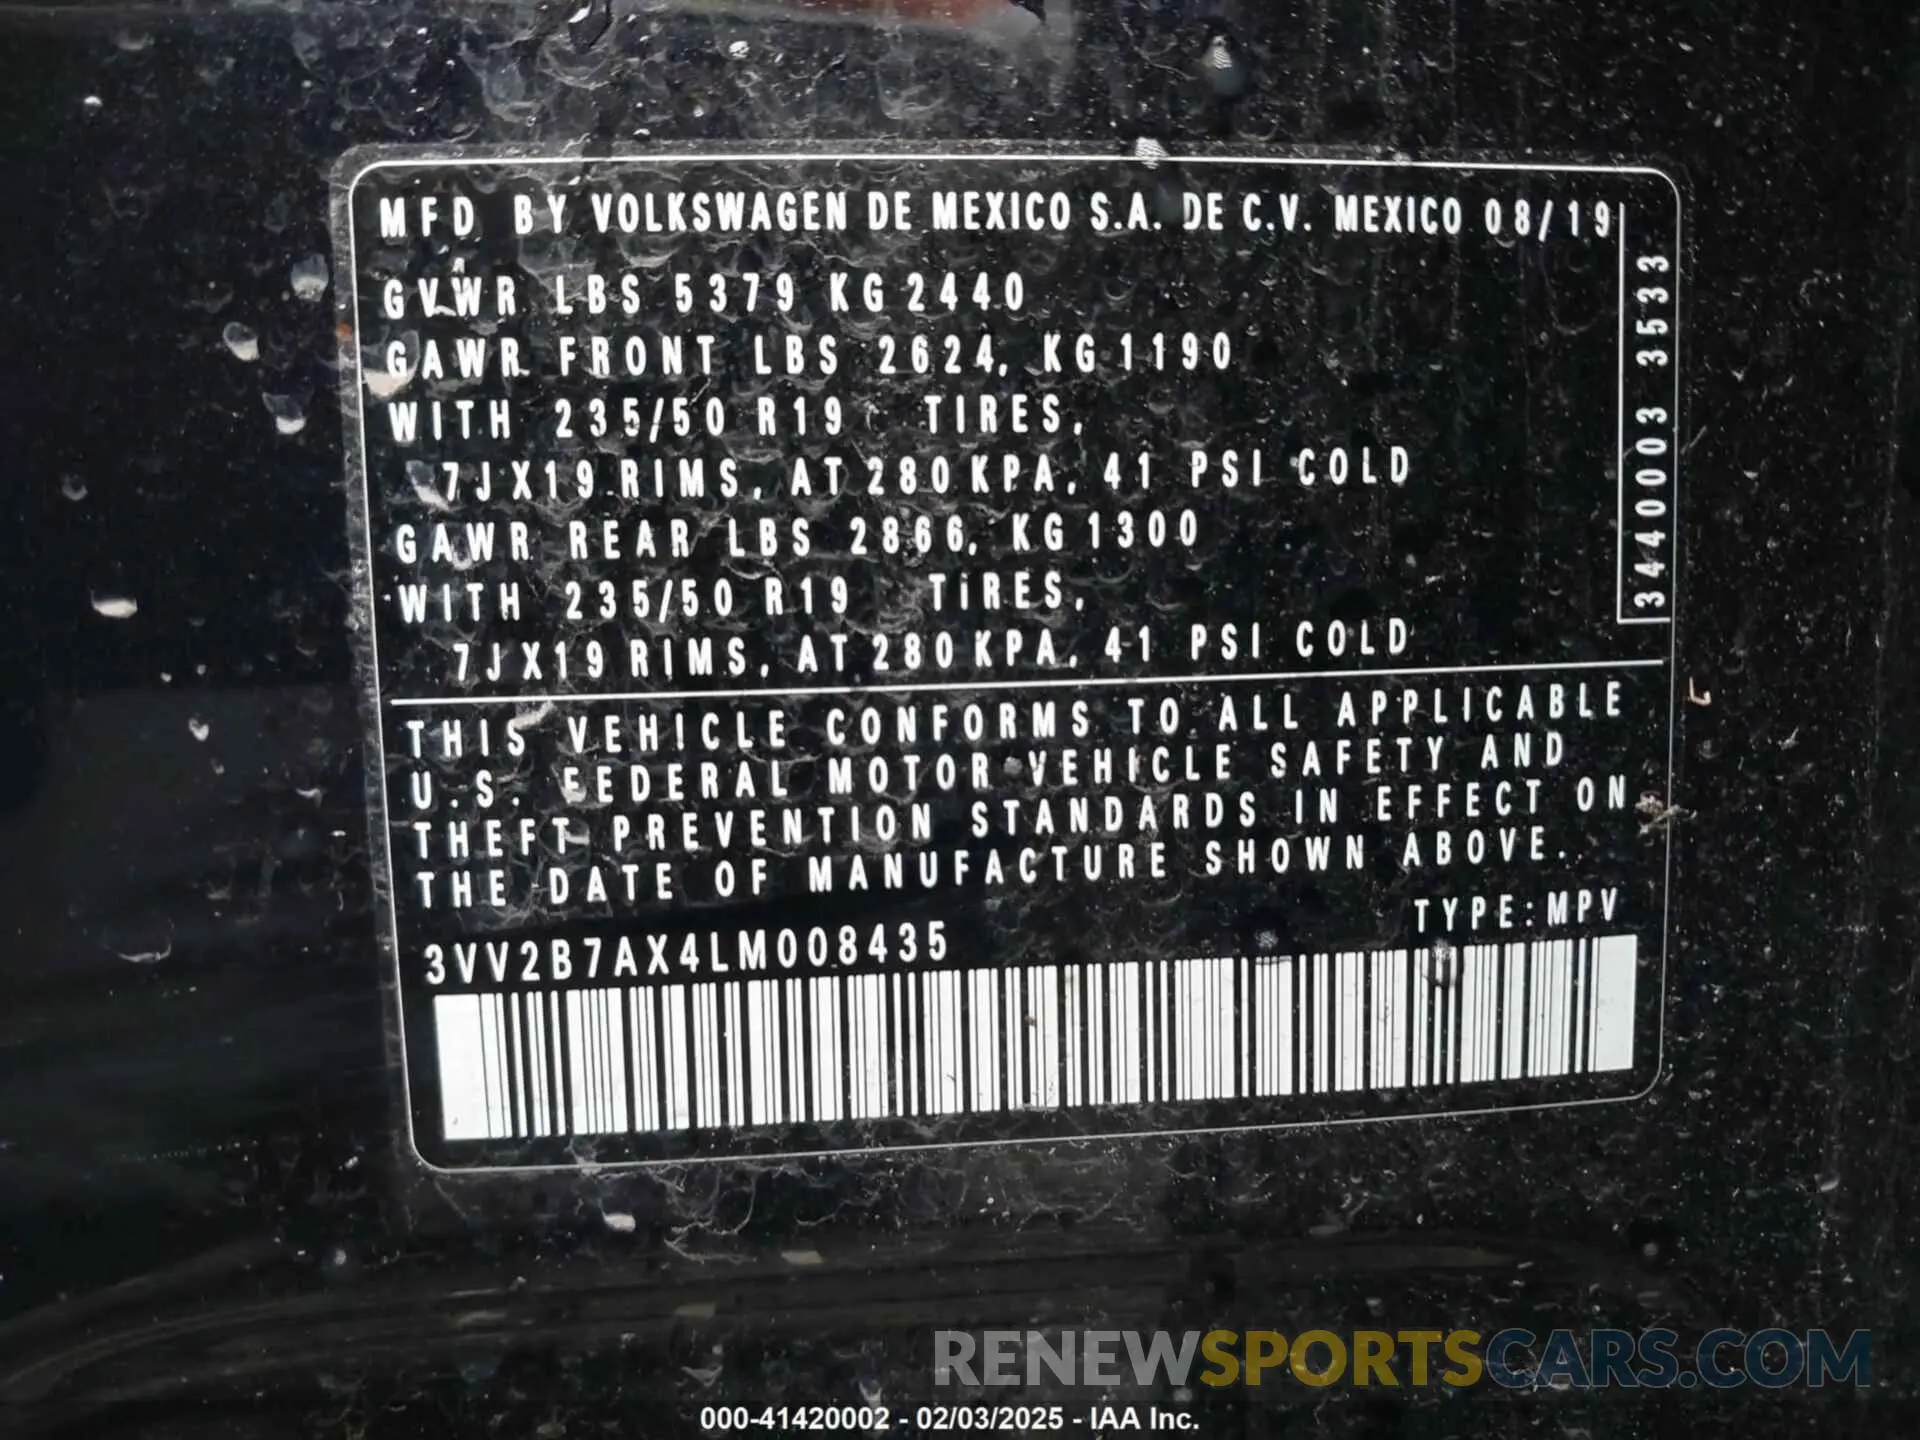 MFD BY VOLKSWAGEN DE MEXICO S.A. DE C.V. MEXICO 08/19
GVWR LBS 5379 KG 2440
GAWR FRONT LBS 2624, KG 1190
WITH 235/50 R19 TIRES,
7JX19 RIMS, AT 280 KPA, 41 PSI COLD
GAWR REAR LBS 2866, KG 1300
WITH 235/50 R19 TIRES,
7JX19 RIMS, AT 280 KPA, 41 PSI COLD
3440003 3533
THIS VEHICLE CONFORMS TO ALL APPLICABLE
U.S. FEDERAL MOTOR VEHICLE SAFETY AND
THEFT PREVENTION STANDARDS IN EFFECT ON
THE DATE OF MANUFACTURE SHOWN ABOVE.
TYPE:MPV
3VV2B7AX4LM008435
RENEWSPORTSCARS.COM
000-41420002 - 02/03/2025 - IAA Inc.